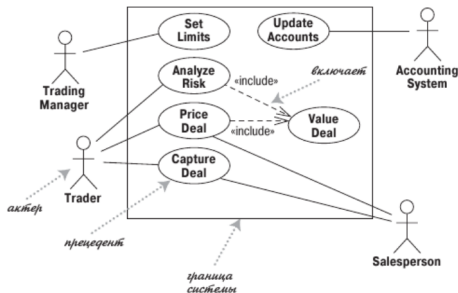 Set
Limits
Update
Accounts
Trading
Manager
Accounting
System
Analyze
Risk
«include»
включает
Price
Deal
«include»
Value
Deal
Trader
Capture
Deal
актер
прецедент
граница
системы
Salesperson